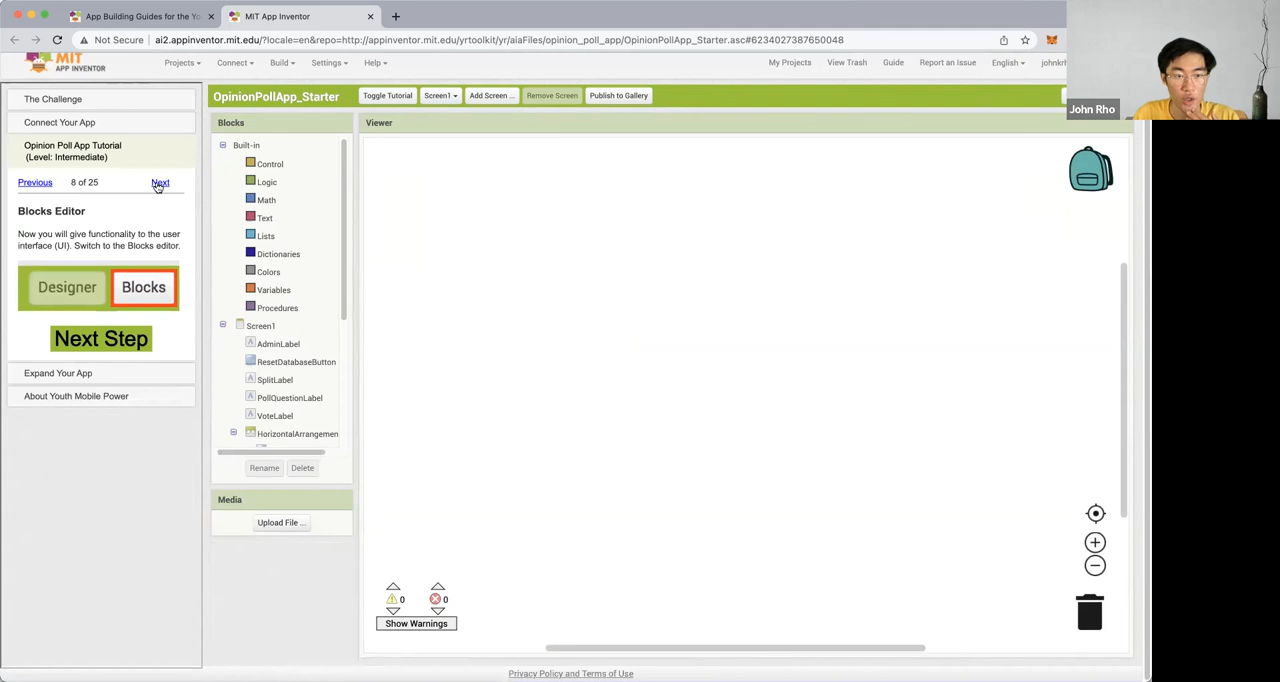 App Building Guides for the Yo
MIT App Inventor
Not Secure
ai2.appinventor.mit.edu/?locale=en&repo=http://appinventor.mit.edu/yrtoolkit/yr/aiaFiles/opinion_poll_app/OpinionPollApp_Starter.asc#6234027387650048
MIT
APP INVENTOR
Projects
Connect
Build
Settings
Help
My Projects
View Trash
Guide
Report an Issue
English
johnkrh
John Rho
OpinionPollApp_Starter
Toggle Tutorial
Screen1
Add Screen ...
Remove Screen
Publish to Gallery
The Challenge
Connect Your App
Opinion Poll App Tutorial
(Level: Intermediate)
Previous
8 of 25
Next
Blocks Editor
Now you will give functionality to the user
interface (UI). Switch to the Blocks editor.
Designer
Blocks
Next Step
Expand Your App
About Youth Mobile Power
Blocks
Built-in
Control
Logic
Math
Text
Lists
Dictionaries
Colors
Variables
Procedures
Screen1
AdminLabel
ResetDatabaseButton
SplitLabel
PollQuestionLabel
VoteLabel
HorizontalArrangemen
Rename
Delete
Media
Upload File ...
Viewer
0
0
Show Warnings
Privacy Policy and Terms of Use